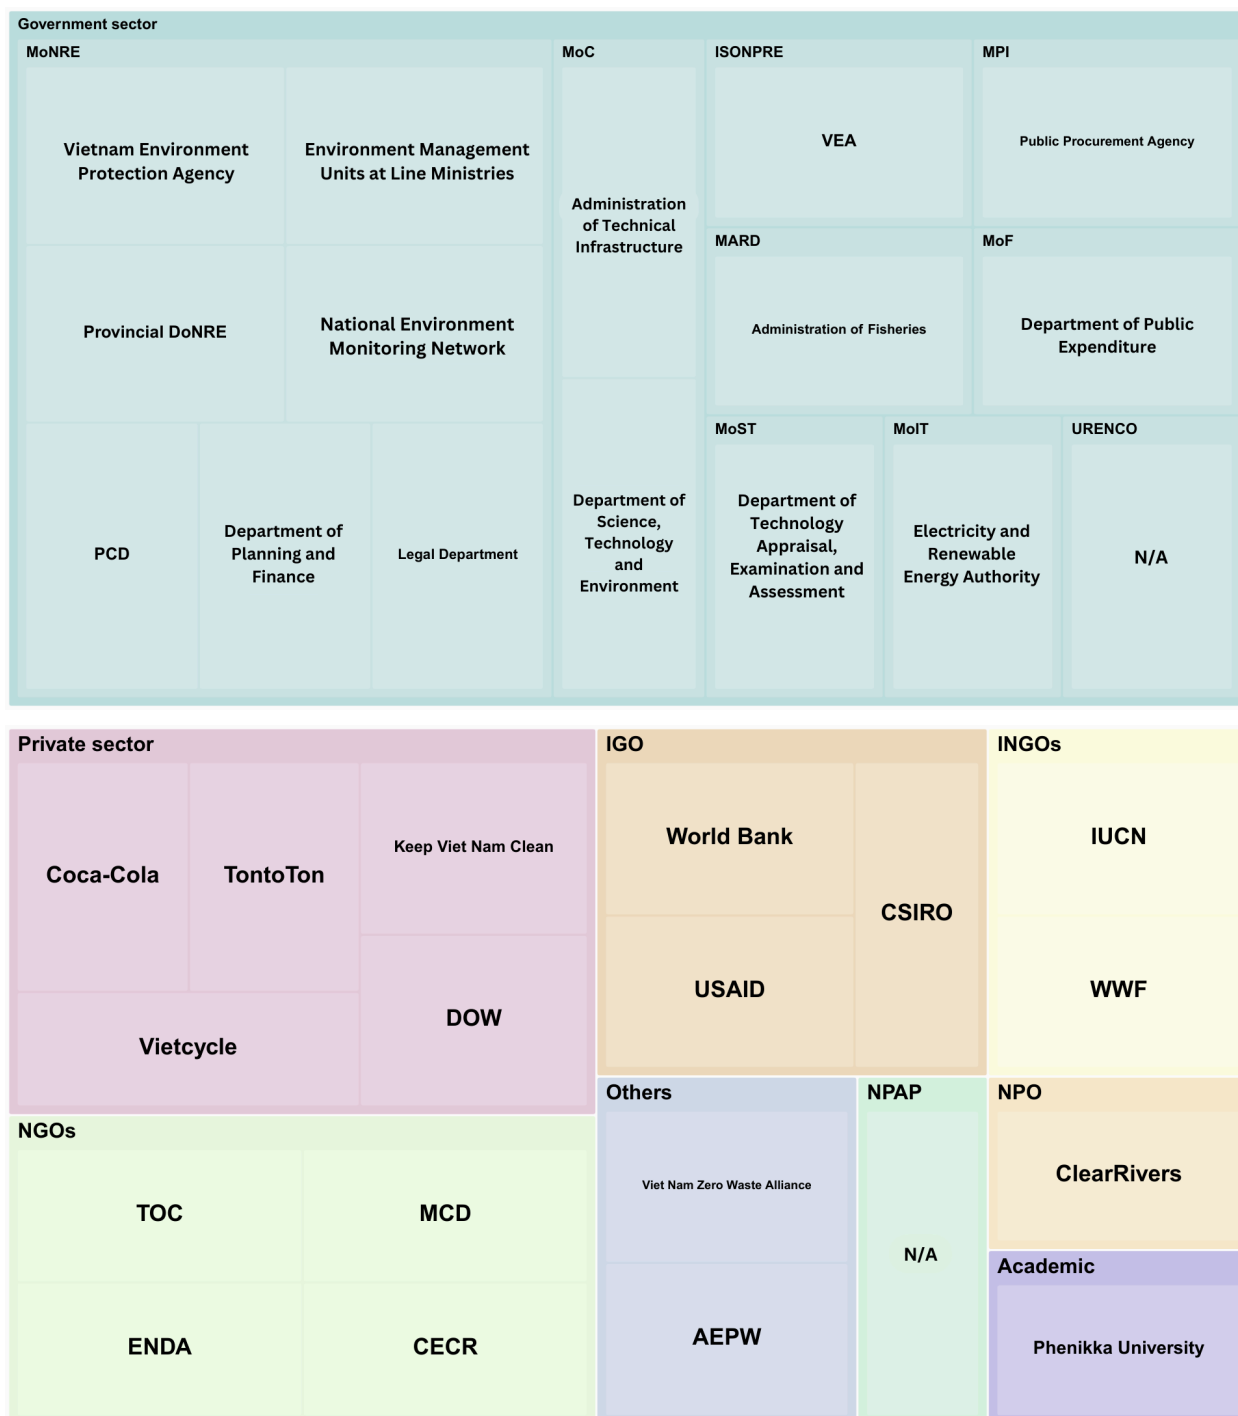 Government sector
MoNRE
Vietnam Environment
Protection Agency
Environment Management
Units at Line Ministries
Provincial DoNRE
National Environment
Monitoring Network
PCD
Department of
Planning and
Finance
Legal Department
MoC
Administration
of Technical
Infrastructure
Department of
Science,
Technology
and
Environment
ISONPRE
VEA
MPI
Public Procurement Agency
MARD
Administration of Fisheries
MoF
Department of Public
Expenditure
MoST
Department of
Technology
Appraisal,
Examination and
Assessment
MoIT
Electricity and
Renewable
Energy Authority
URENCO
N/A
Private sector
Coca-Cola
TontoTon
Keep Viet Nam Clean
DOW
Vietcycle
IGO
World Bank
USAID
CSIRO
INGOs
IUCN
WWF
NGOs
TOC
MCD
ENDA
CECR
Others
Viet Nam Zero Waste Alliance
AEPW
NPAP
N/A
NPO
ClearRivers
Academic
Phenikka University